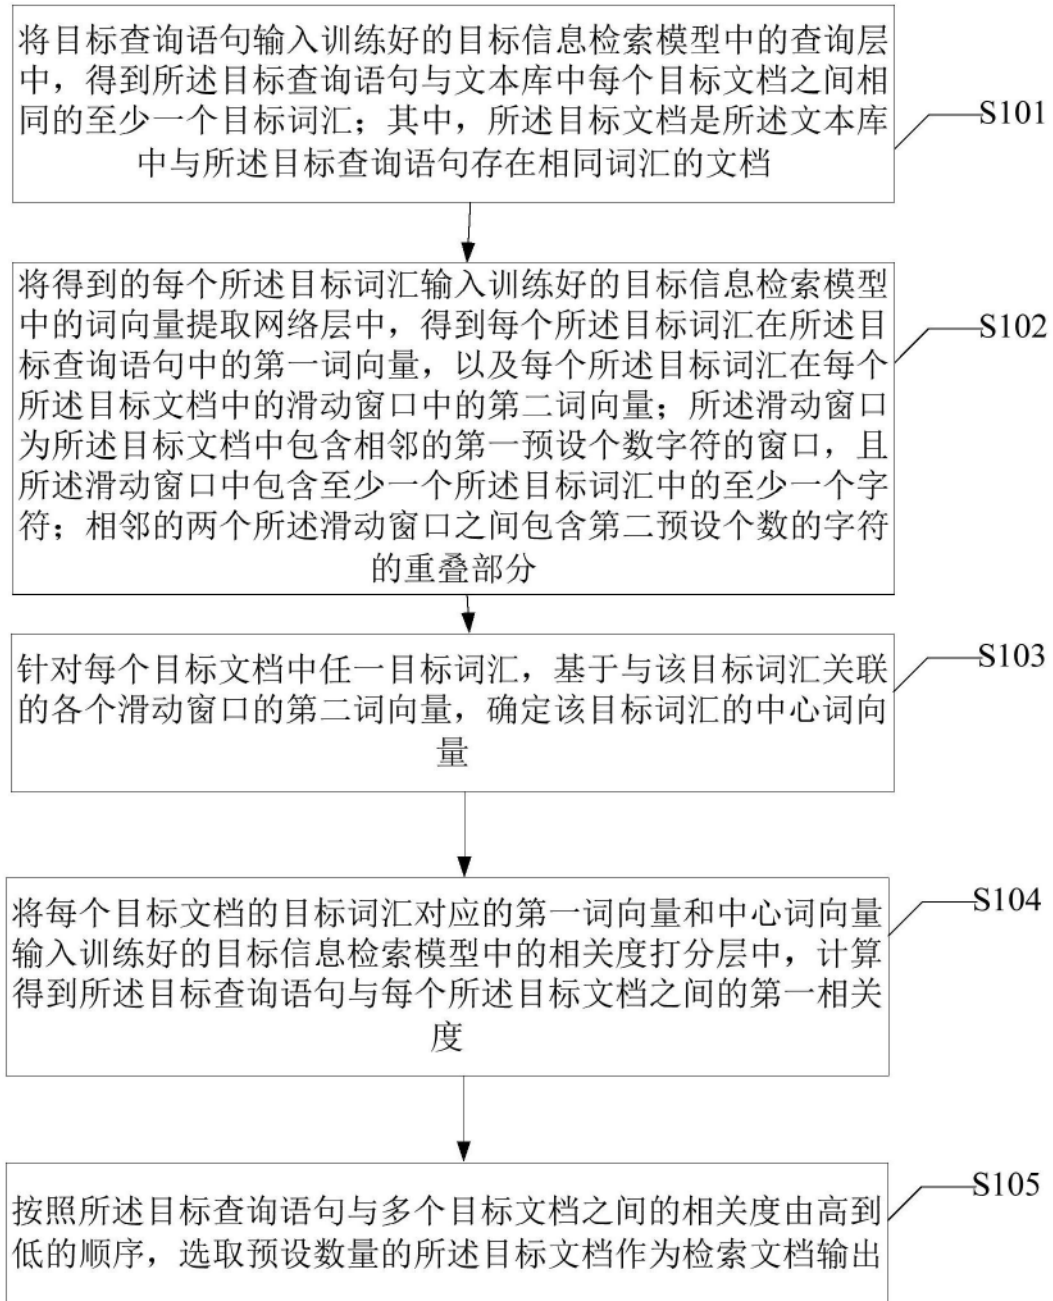 将目标查询语句输入训练好的目标信息检索模型中的查询层
中，得到所述目标查询语句与文本库中每个目标文档之间相
同的至少一个目标词汇；其中，所述目标文档是所述文本库
中与所述目标查询语句存在相同词汇的文档
S101
将得到的每个所述目标词汇输入训练好的目标信息检索模型
中的词向量提取网络层中，得到每个所述目标词汇在所述目
标查询语句中的第一词向量，以及每个所述目标词汇在每个
所述目标文档中的滑动窗口中的第二词向量；所述滑动窗口
为所述目标文档中包含相邻的第一预设个数字符的窗口，且
所述滑动窗口中包含至少一个所述目标词汇中的至少一个字
符；相邻的两个所述滑动窗口之间包含第二预设个数的字符
的重叠部分
S102
针对每个目标文档中任一目标词汇，基于与该目标词汇关联
的各个滑动窗口的第二词向量，确定该目标词汇的中心词向
量
S103
将每个目标文档的目标词汇对应的第一词向量和中心词向量
输入训练好的目标信息检索模型中的相关度打分层中，计算
得到所述目标查询语句与每个所述目标文档之间的第一相关
度
S104
按照所述目标查询语句与多个目标文档之间的相关度由高到
低的顺序，选取预设数量的所述目标文档作为检索文档输出
S105